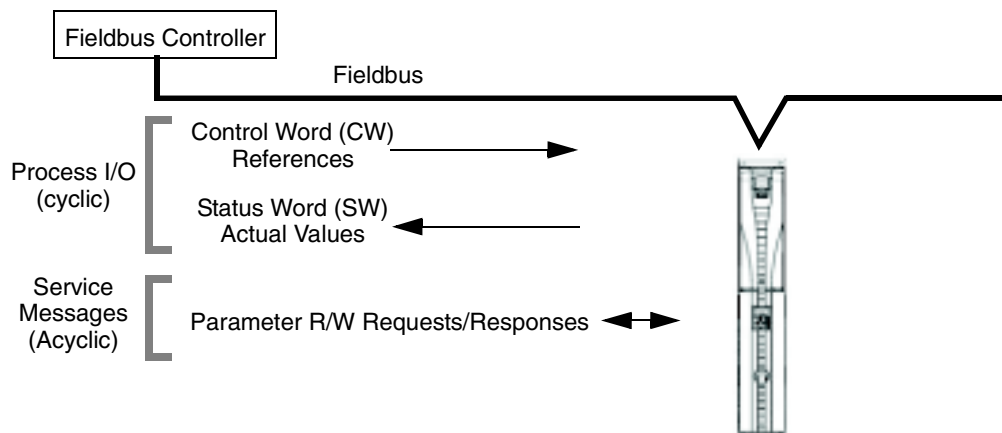 Fieldbus Controller
Fieldbus
Process I/O
(cyclic)
Control Word (CW)
References
Status Word (SW)
Actual Values
Service
Messages
(Acyclic)
Parameter R/W Requests/Responses